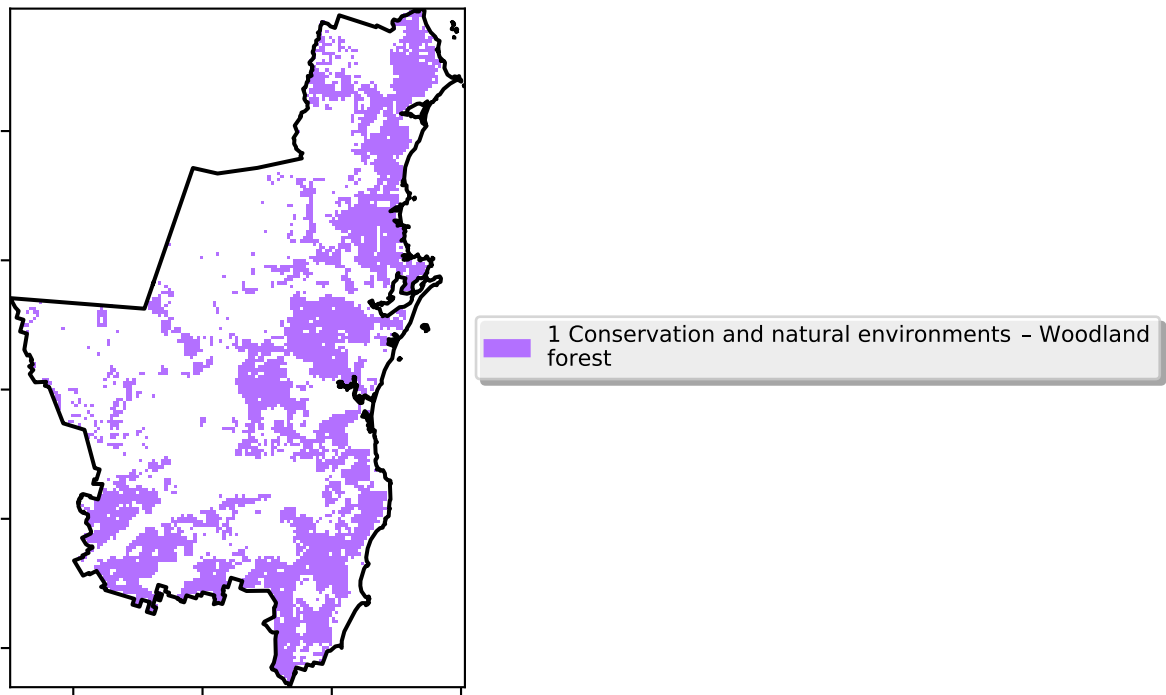 1 Conservation and natural environments – Woodland
forest